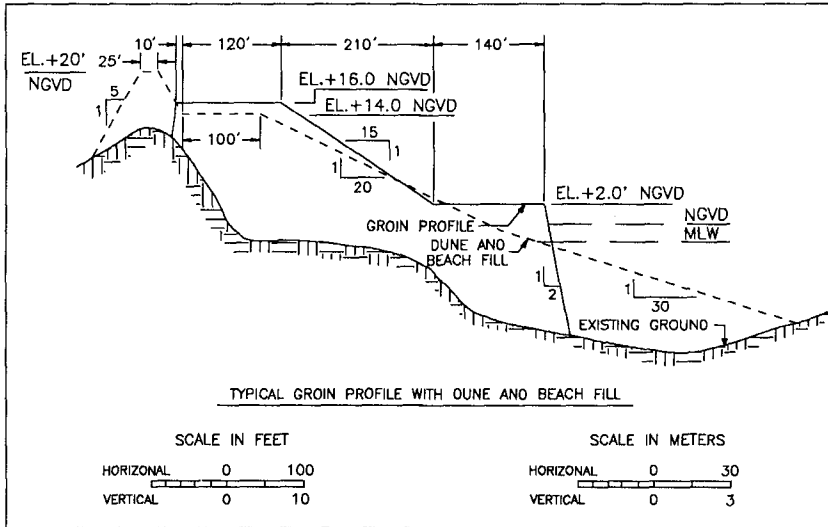 10' 120' 210' 140'
EL.+20' 25'
NGVD
EL.+16.0 NGVD
5
1
EL.+14.0 NGVD
100'
15
1
1
20
EL.+2.0' NGVD
GROIN PROFILE
NGVD
MLW
DUNE AND
BEACH FILL
1
2
1
30
EXISTING GROUND
TYPICAL GROIN PROFILE WITH DUNE AND BEACH FILL
SCALE IN FEET
HORIZONAL 0 100
VERTICAL 0 10
SCALE IN METERS
HORIZONAL 0 30
VERTICAL 0 3